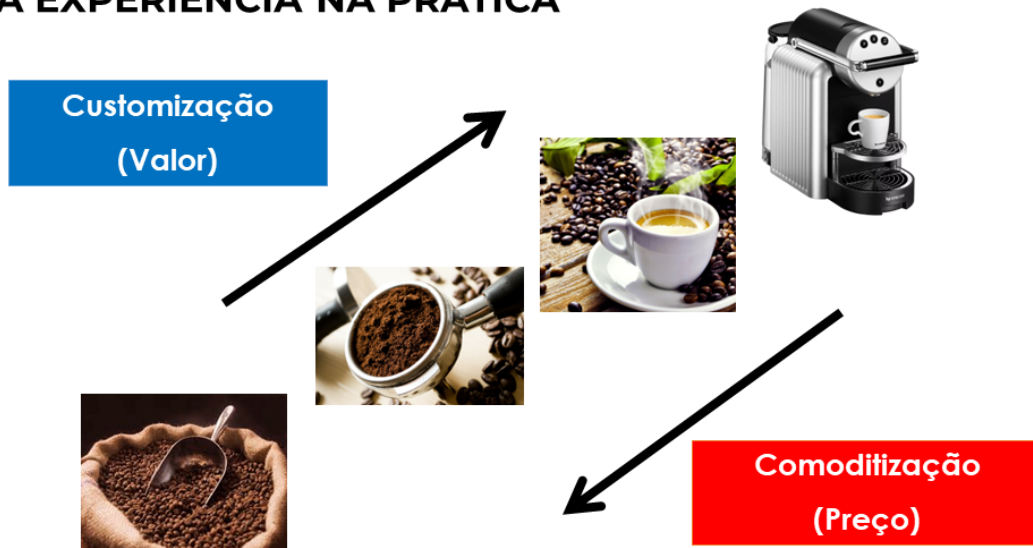 A EXPERIÊNCIA NA PRÁTICA
Customização
(Valor)
Comoditização
(Preço)